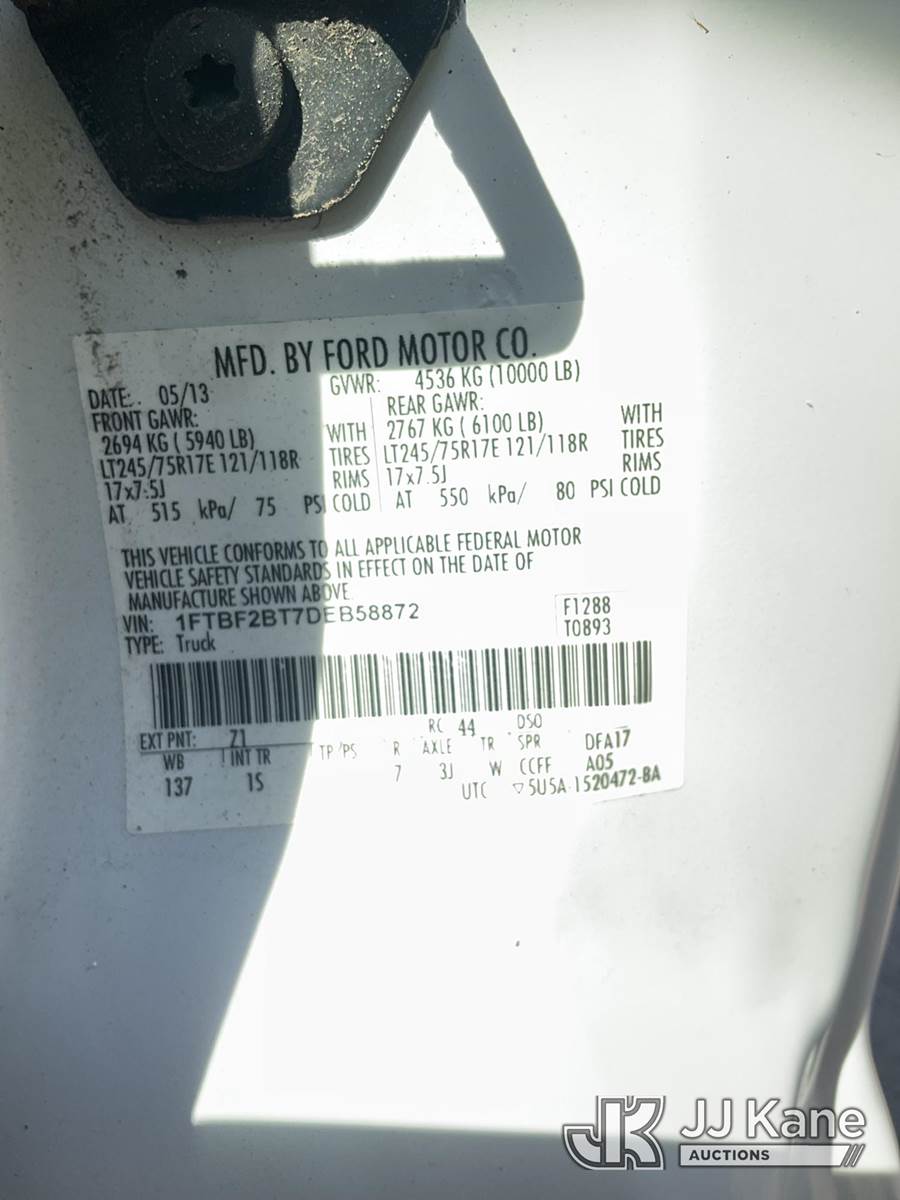 MFD. BY FORD MOTOR CO.
DATE: 05/13
GVWR: 4536 KG (10000 LB)
FRONT GAWR:
2694 KG ( 5940 LB) WITH
LT245/75R17E 121/118R TIRES
17x7.5J RIMS
AT 515 kPa/ 75 PSI COLD
REAR GAWR:
2767 KG ( 6100 LB) WITH
LT245/75R17E 121/118R TIRES
17x7.5J RIMS
AT 550 kPa/ 80 PSI COLD
THIS VEHICLE CONFORMS TO ALL APPLICABLE FEDERAL MOTOR
VEHICLE SAFETY STANDARDS IN EFFECT ON THE DATE OF
MANUFACTURE SHOWN ABOVE.
VIN: 1FTBF2BT7DEB58872
TYPE: Truck
F1288
T0893
EXT PNT: Z1 RC 44 DSO
WB INT TR TP/PS R AXLE TR SPR DFA17
137 1S 7 3J W CCFF A05
UTC ▽5U5A-1520472-BA
JK JJ Kane
AUCTIONS